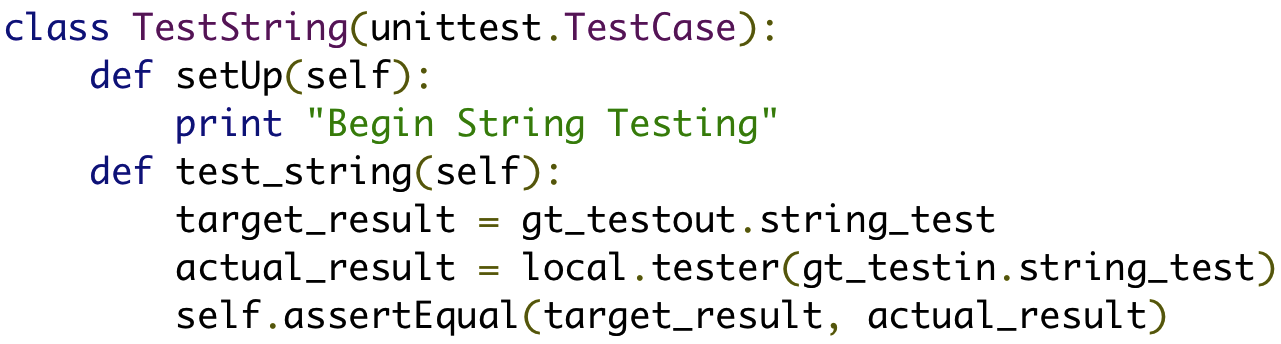 class TestString(unittest.TestCase):
    def setUp(self):
        print "Begin String Testing"
    def test_string(self):
        target_result = gt_testout.string_test
        actual_result = local.tester(gt_testin.string_test)
        self.assertEqual(target_result, actual_result)